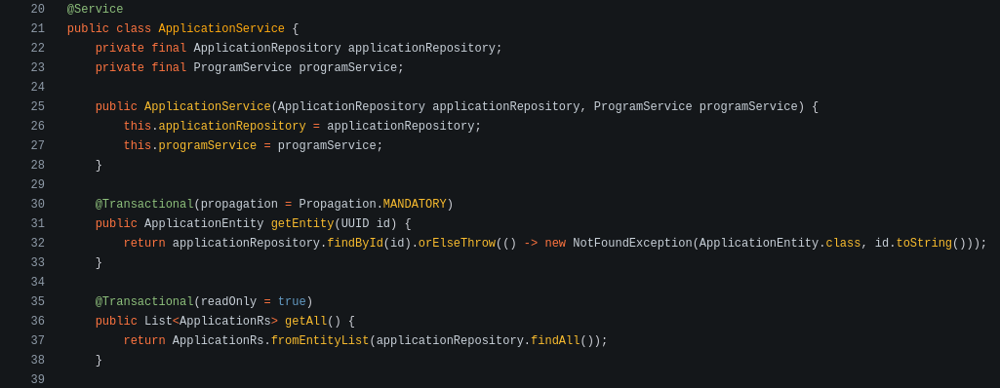 20 @Service
21 public class ApplicationService {
22     private final ApplicationRepository applicationRepository;
23     private final ProgramService programService;
24
25     public ApplicationService(ApplicationRepository applicationRepository, ProgramService programService) {
26         this.applicationRepository = applicationRepository;
27         this.programService = programService;
28     }
29
30     @Transactional(propagation = Propagation.MANDATORY)
31     public ApplicationEntity getEntity(UUID id) {
32         return applicationRepository.findById(id).orElseThrow(() -> new NotFoundException(ApplicationEntity.class, id.toString()));
33     }
34
35     @Transactional(readOnly = true)
36     public List<ApplicationRs> getAll() {
37         return ApplicationRs.fromEntityList(applicationRepository.findAll());
38     }
39